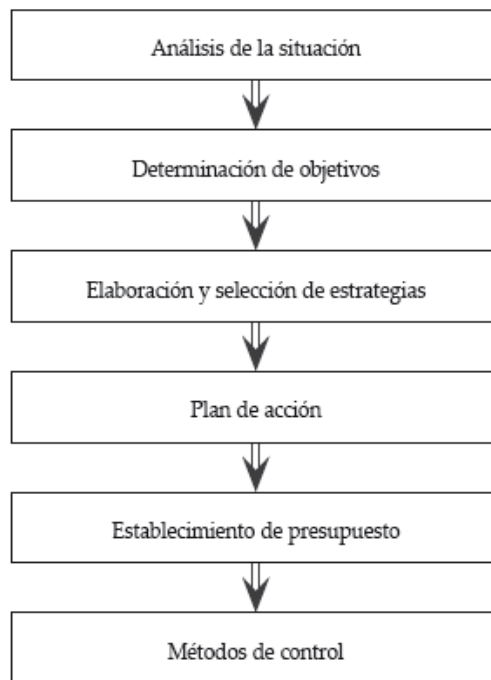 Análisis de la situación
Determinación de objetivos
Elaboración y selección de estrategias
Plan de acción
Establecimiento de presupuesto
Métodos de control